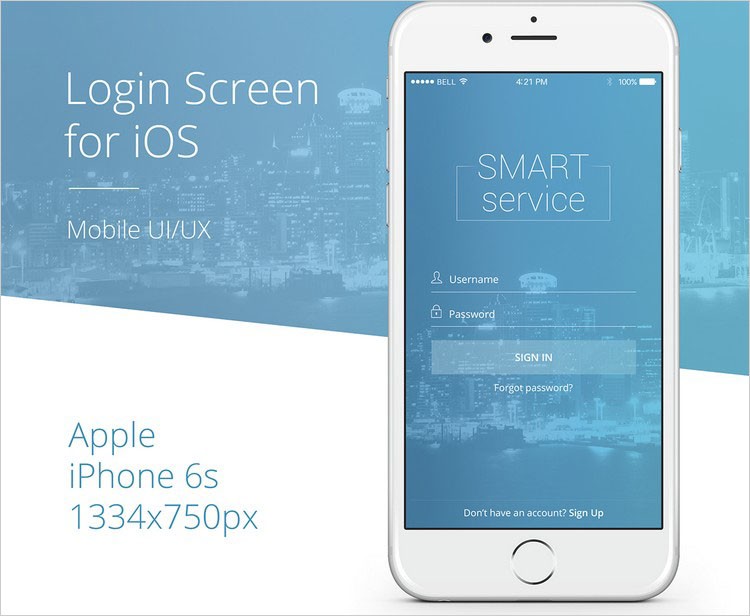 Login Screen
for iOS
Mobile UI/UX
Apple
iPhone 6s
1334x750px
BELL 4:21 PM 100%
SMART
service
Username
Password
SIGN IN
Forgot password?
Don't have an account? Sign Up